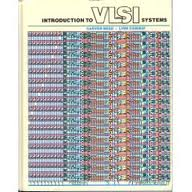 INTRODUCTION TO VLSI SYSTEMS
CARVER MEAD · LYNN CONWAY